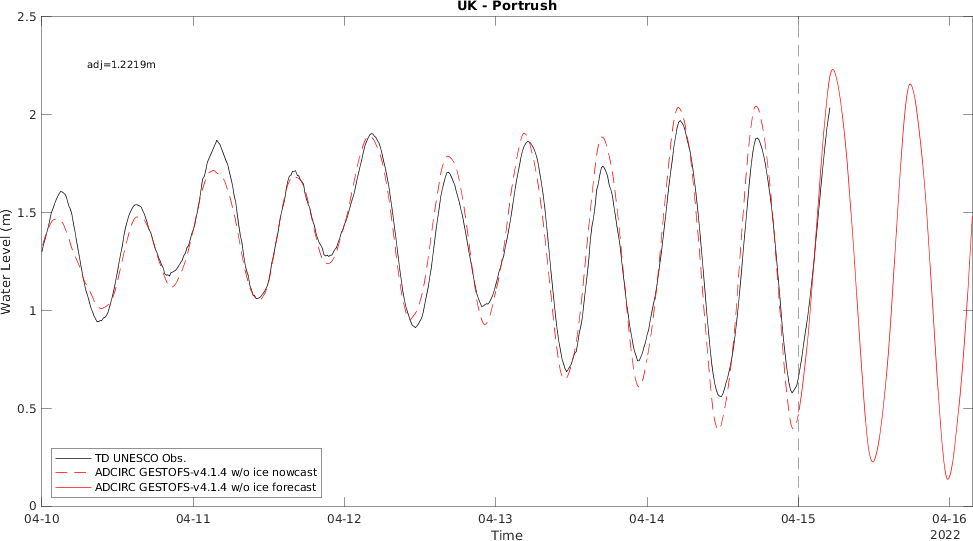 UK - Portrush
2.5
adj=1.2219m
2
1.5
Water Level (m)
1
0.5
TD UNESCO Obs.
ADCIRC GESTOFS-v4.1.4 w/o ice nowcast
ADCIRC GESTOFS-v4.1.4 w/o ice forecast
0
04-10 04-11 04-12 04-13 04-14 04-15 04-16
Time 2022